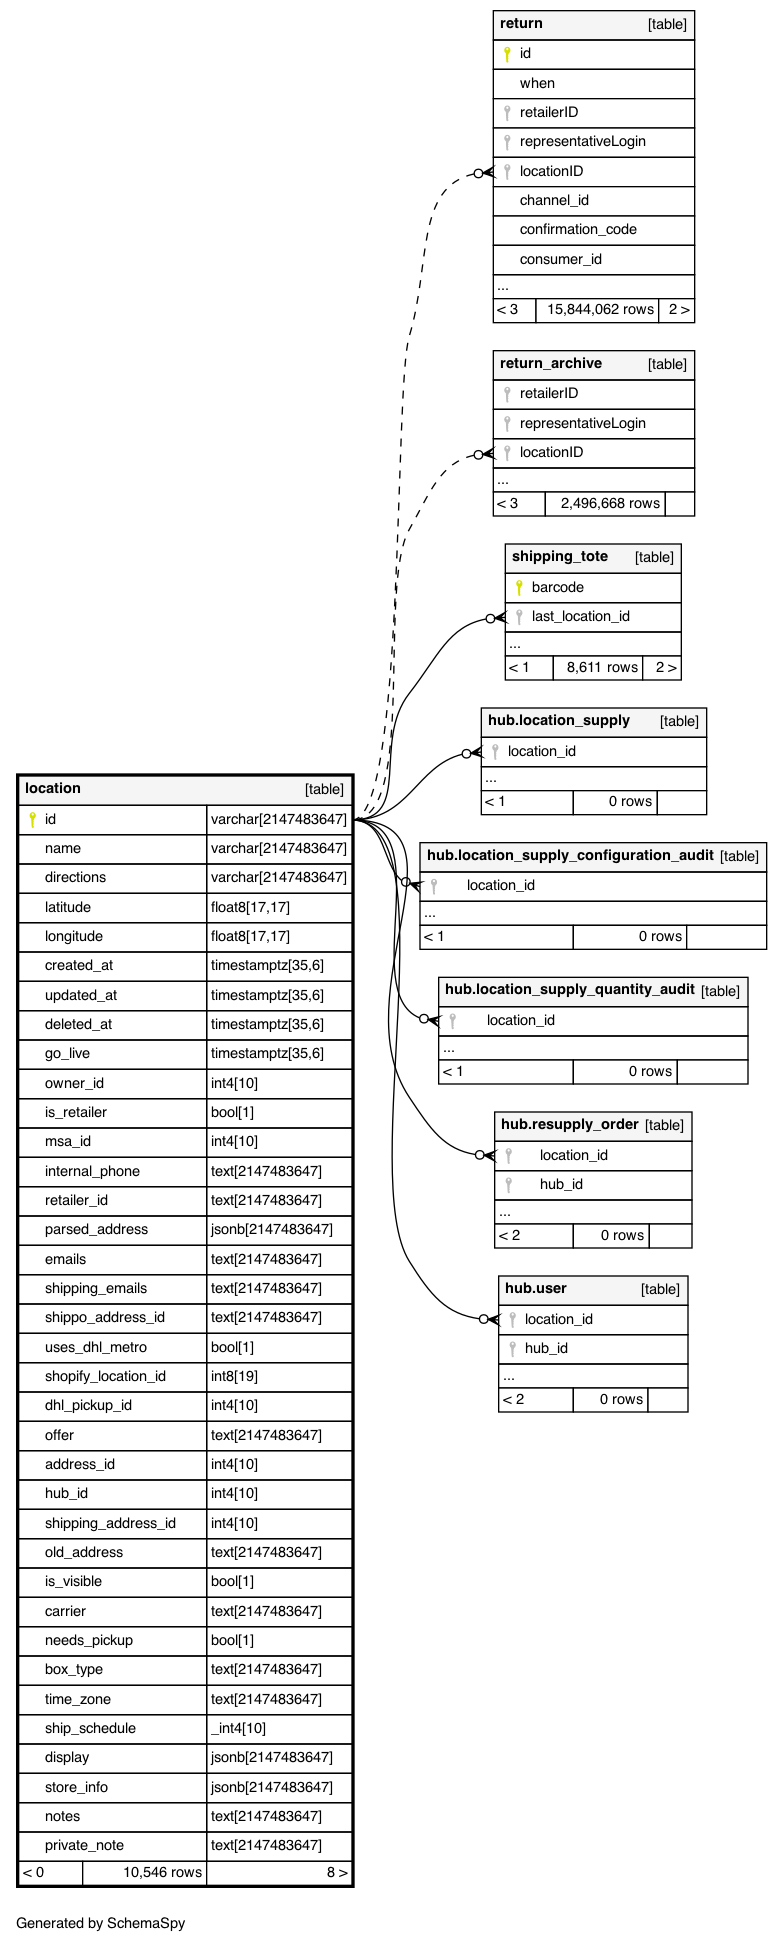 return [table]
id
when
retailerID
representativeLogin
locationID
channel_id
confirmation_code
consumer_id
...
< 3 15,844,062 rows 2 >
return_archive [table]
retailerID
representativeLogin
locationID
...
< 3 2,496,668 rows
shipping_tote [table]
barcode
last_location_id
...
< 1 8,611 rows 2 >
hub.location_supply [table]
location_id
...
< 1 0 rows
hub.location_supply_configuration_audit [table]
location_id
...
< 1 0 rows
hub.location_supply_quantity_audit [table]
location_id
...
< 1 0 rows
hub.resupply_order [table]
location_id
hub_id
...
< 2 0 rows
hub.user [table]
location_id
hub_id
...
< 2 0 rows
location [table]
id varchar[2147483647]
name varchar[2147483647]
directions varchar[2147483647]
latitude float8[17,17]
longitude float8[17,17]
created_at timestamptz[35,6]
updated_at timestamptz[35,6]
deleted_at timestamptz[35,6]
go_live timestamptz[35,6]
owner_id int4[10]
is_retailer bool[1]
msa_id int4[10]
internal_phone text[2147483647]
retailer_id text[2147483647]
parsed_address jsonb[2147483647]
emails text[2147483647]
shipping_emails text[2147483647]
shippo_address_id text[2147483647]
uses_dhl_metro bool[1]
shopify_location_id int8[19]
dhl_pickup_id int4[10]
offer text[2147483647]
address_id int4[10]
hub_id int4[10]
shipping_address_id int4[10]
old_address text[2147483647]
is_visible bool[1]
carrier text[2147483647]
needs_pickup bool[1]
box_type text[2147483647]
time_zone text[2147483647]
ship_schedule _int4[10]
display jsonb[2147483647]
store_info jsonb[2147483647]
notes text[2147483647]
private_note text[2147483647]
< 0 10,546 rows 8 >
Generated by SchemaSpy